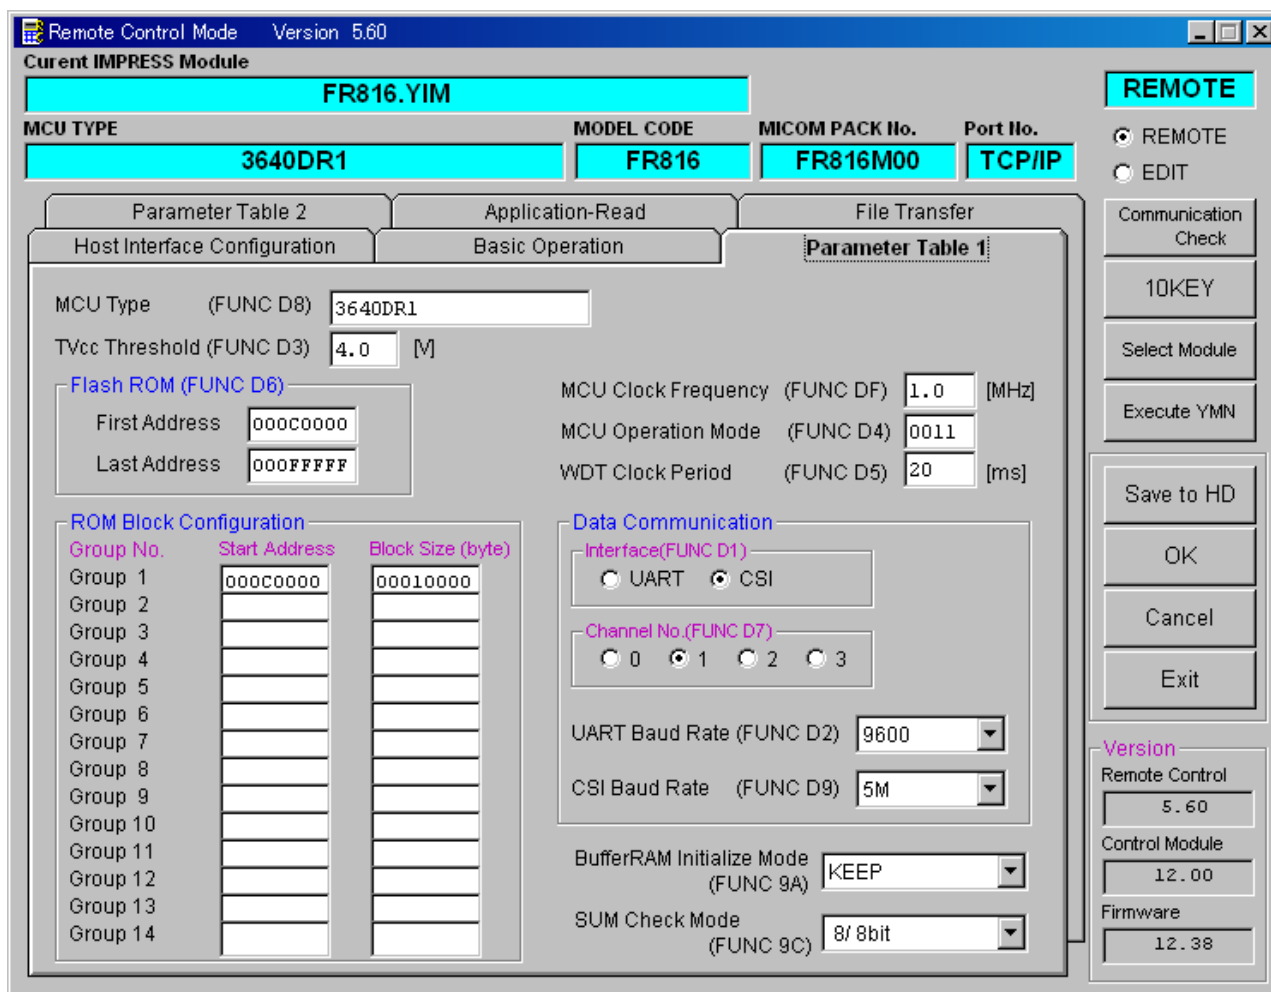 Remote Control Mode Version 5.60
Curent IMPRESS Module
FR816.YIM
REMOTE
MCU TYPE MODEL CODE MICOM PACK No. Port No.
3640DR1 FR816 FR816M00 TCP/IP
REMOTE
EDIT
Parameter Table 2 Application-Read File Transfer
Host Interface Configuration Basic Operation Parameter Table 1
Communication
Check
10KEY
Select Module
Execute YMN
MCU Type (FUNC D8) 3640DR1
TVcc Threshold (FUNC D3) 4.0 [V]
Flash ROM (FUNC D6)
First Address 000C0000
Last Address 000FFFFF
MCU Clock Frequency (FUNC DF) 1.0 [MHz]
MCU Operation Mode (FUNC D4) 0011
WDT Clock Period (FUNC D5) 20 [ms]
ROM Block Configuration
Group No. Start Address Block Size (byte)
Group 1 000C0000 00010000
Group 2
Group 3
Group 4
Group 5
Group 6
Group 7
Group 8
Group 9
Group 10
Group 11
Group 12
Group 13
Group 14
Data Communication
Interface(FUNC D1)
UART CSI
Channel No.(FUNC D7)
0 1 2 3
UART Baud Rate (FUNC D2) 9600
CSI Baud Rate (FUNC D9) 5M
BufferRAM Initialize Mode
(FUNC 9A) KEEP
SUM Check Mode
(FUNC 9C) 8/ 8bit
Save to HD
OK
Cancel
Exit
Version
Remote Control
5.60
Control Module
12.00
Firmware
12.38